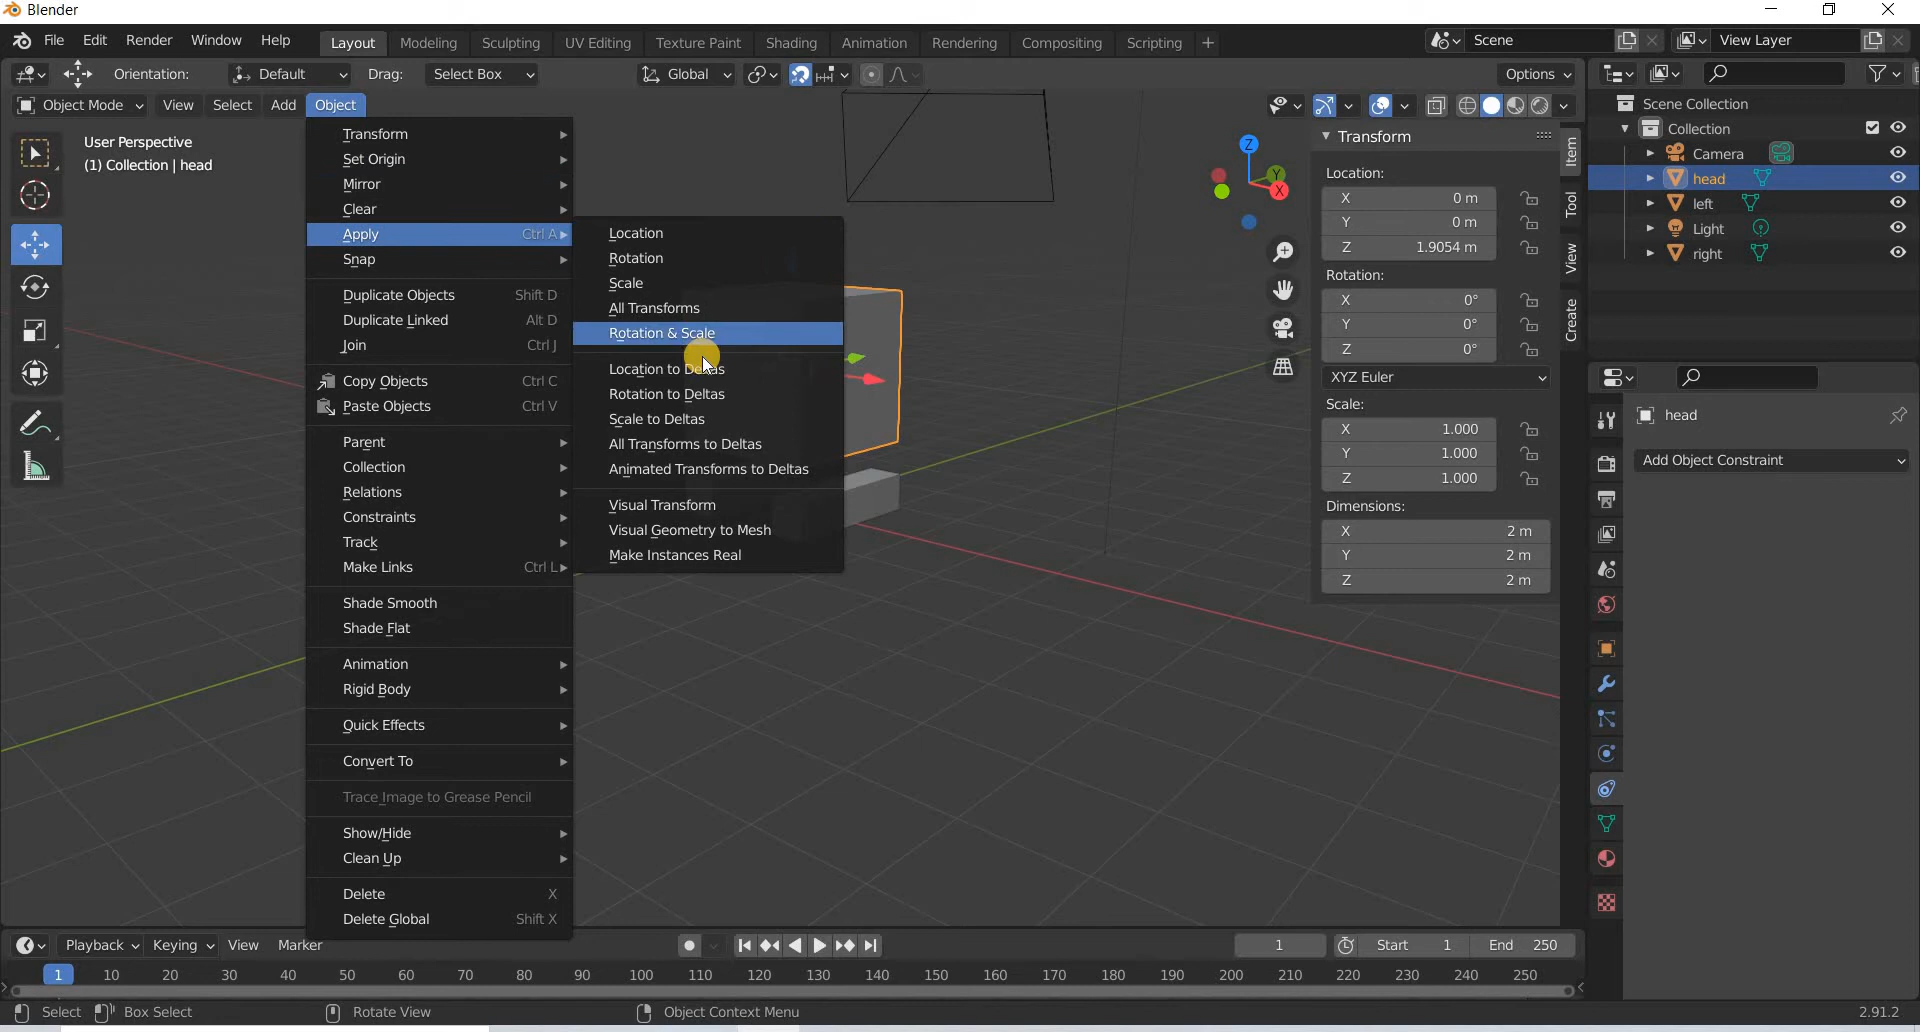 Blender
File Edit Render Window Help Layout Modeling Sculpting UV Editing Texture Paint Shading Animation Rendering Compositing Scripting + Scene View Layer
Orientation: Default Drag: Select Box Global Options
Object Mode View Select Add Object
User Perspective
(1) Collection | head
Transform
Set Origin
Mirror
Clear
Apply Ctrl A
Snap
Duplicate Objects Shift D
Duplicate Linked Alt D
Join Ctrl J
Copy Objects Ctrl C
Paste Objects Ctrl V
Parent
Collection
Relations
Constraints
Track
Make Links Ctrl L
Shade Smooth
Shade Flat
Animation
Rigid Body
Quick Effects
Convert To
Trace Image to Grease Pencil
Show/Hide
Clean Up
Delete X
Delete Global Shift X
Location
Rotation
Scale
All Transforms
Rotation & Scale
Location to Deltas
Rotation to Deltas
Scale to Deltas
All Transforms to Deltas
Animated Transforms to Deltas
Visual Transform
Visual Geometry to Mesh
Make Instances Real
Z
Y
X
Transform
Location:
X 0 m
Y 0 m
Z 1.9054 m
Rotation:
X 0°
Y 0°
Z 0°
XYZ Euler
Scale:
X 1.000
Y 1.000
Z 1.000
Dimensions:
X 2 m
Y 2 m
Z 2 m
Item
Tool
View
Create
Scene Collection
Collection
Camera
head
left
Light
right
head
Add Object Constraint
Playback Keying View Marker 1 Start 1 End 250
1 10 20 30 40 50 60 70 80 90 100 110 120 130 140 150 160 170 180 190 200 210 220 230 240 250
Select Box Select Rotate View Object Context Menu 2.91.2